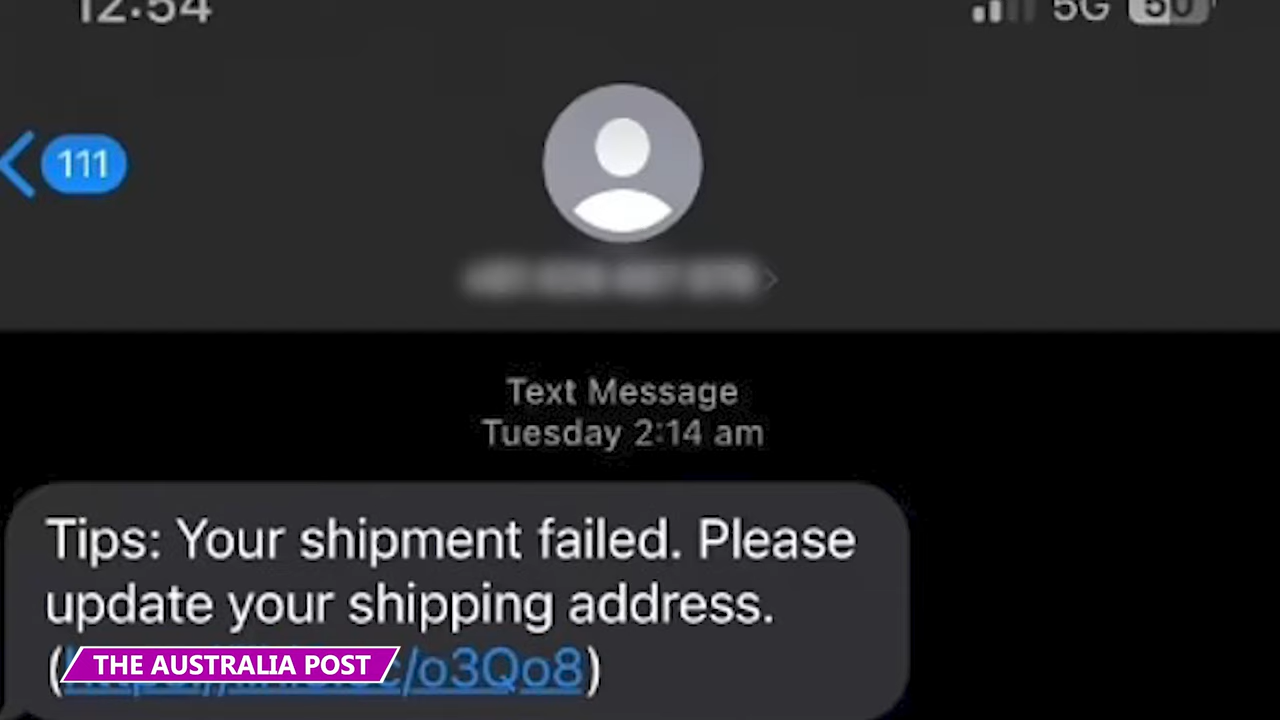 12:54
5G 50
111
Text Message
Tuesday 2:14 am
Tips: Your shipment failed. Please
update your shipping address.
(/o3Qo8)
THE AUSTRALIA POST